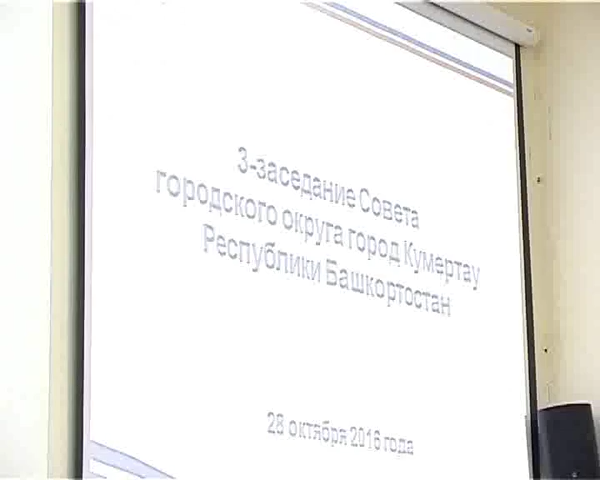 3-заседание Совета
городского округа город Кумертау
Республики Башкортостан
28 октября 2016 года